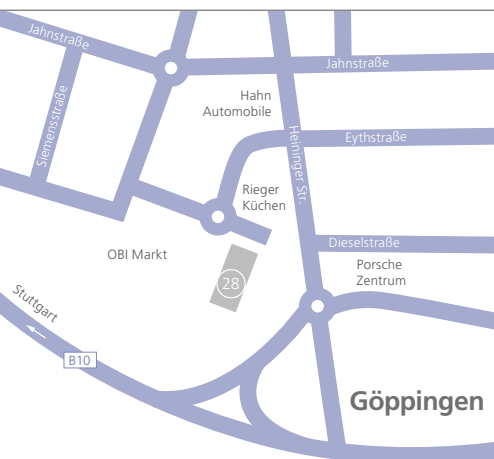 Jahnstraße
Jahnstraße
Hahn
Automobile
Siemensstraße
Heininger Str.
Eythstraße
Rieger
Küchen
Dieselstraße
OBI Markt
Porsche
Zentrum
28
Stuttgart
B10
Göppingen